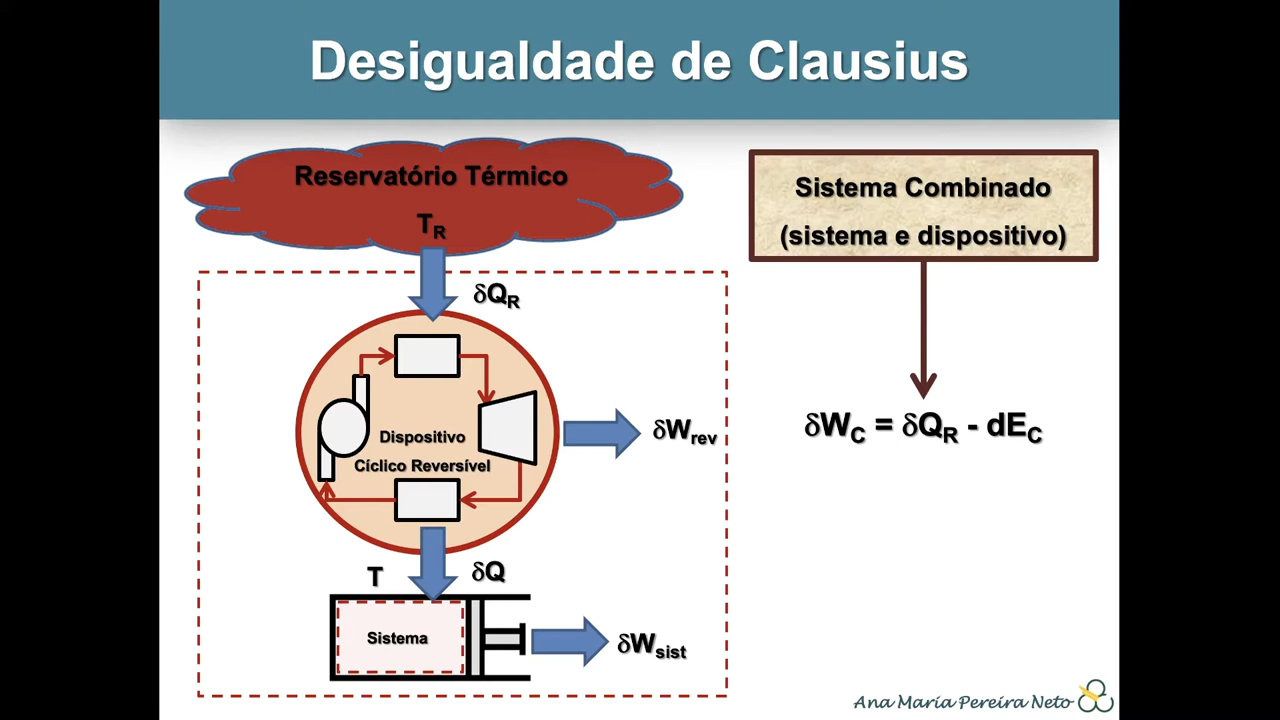 Desigualdade de Clausius
Reservatório Térmico
T_R
δQ_R
Dispositivo
Cíclico Reversível
δW_rev
T
δQ
Sistema
δW_sist
Sistema Combinado
(sistema e dispositivo)
δW_C = δQ_R - dE_C
Ana Maria Pereira Neto